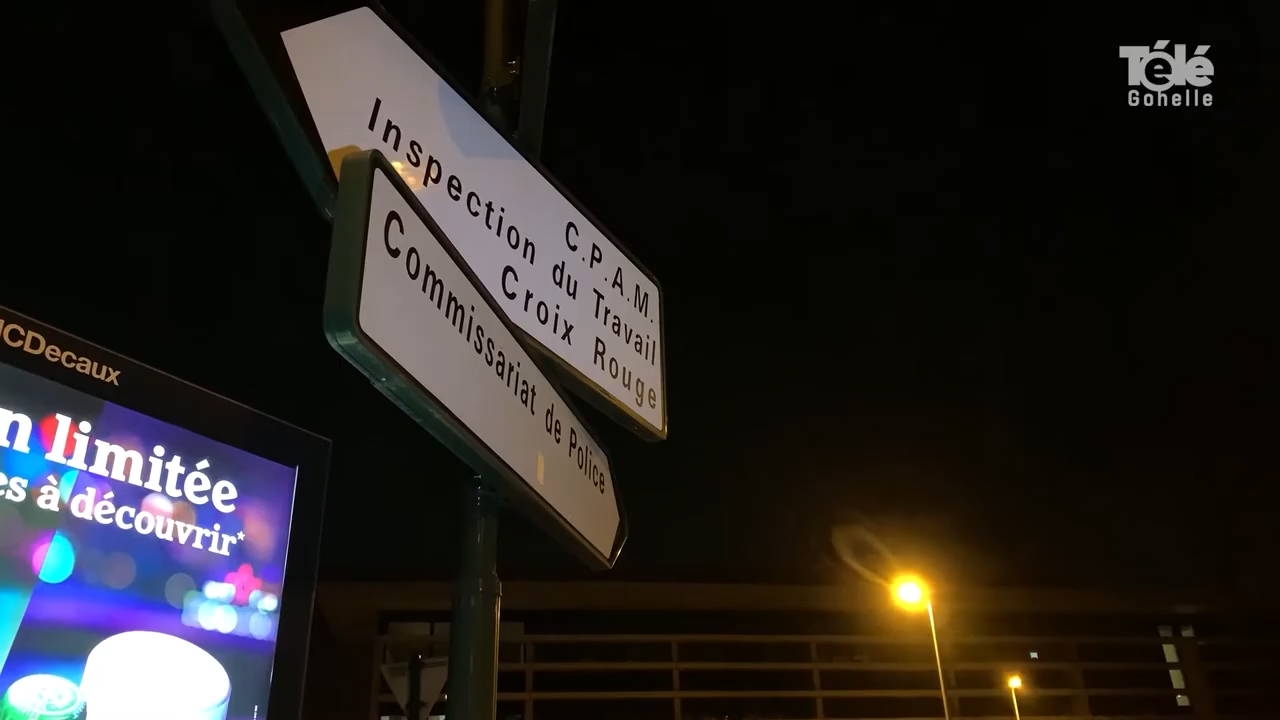 Télé
Gohelle
C.P.A.M.
Inspection du Travail
Croix Rouge
Commissariat de Police
JCDecaux
n limitée
es à découvrir*